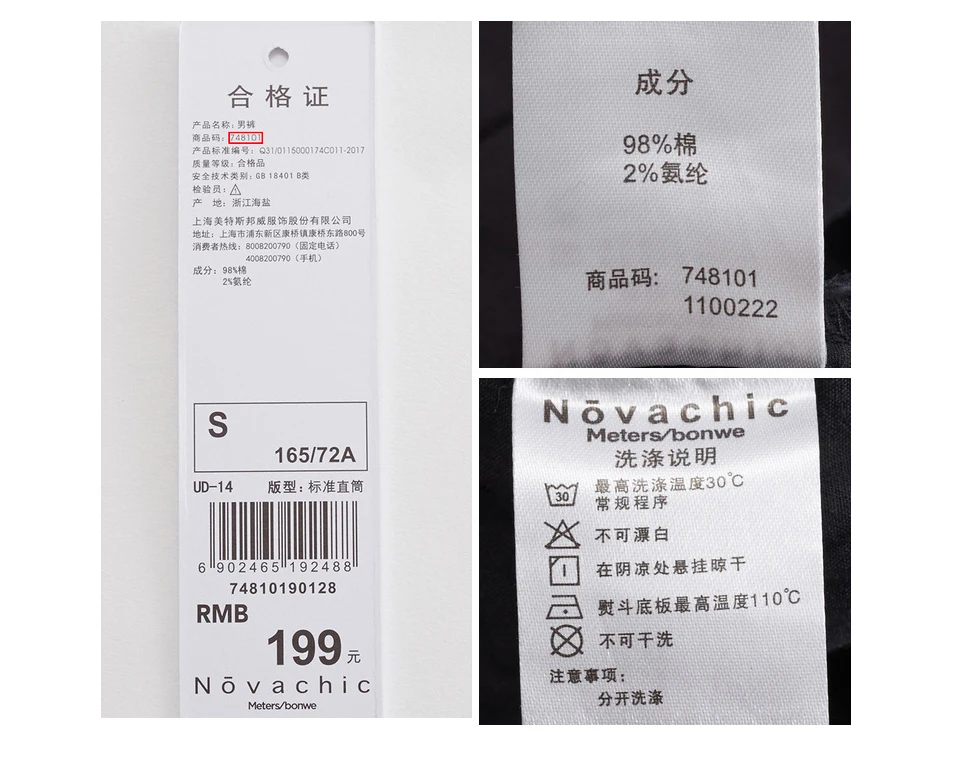 合格证
产品名称: 男裤
商品码: 748101
产品标准编号: Q31/0115000174C011-2017
质量等级: 合格品
安全技术类别: GB 18401 B类
检验员:
产 地: 浙江海盐
上海美特斯邦威服饰股份有限公司
地址: 上海市浦东新区康桥镇康桥东路800号
消费者热线: 8008200790（固定电话）
4008200790（手机）
成分: 98%棉
2%氨纶
S
165/72A
UD-14 版型: 标准直筒
6 902465 192488
74810190128
RMB
199元
Nōvachic
Meters/bonwe
成分
98%棉
2%氨纶
商品码: 748101
1100222
Nōvachic
Meters/bonwe
洗涤说明
30 最高洗涤温度30℃
常规程序
不可漂白
在阴凉处悬挂晾干
熨斗底板最高温度110℃
不可干洗
注意事项:
分开洗涤